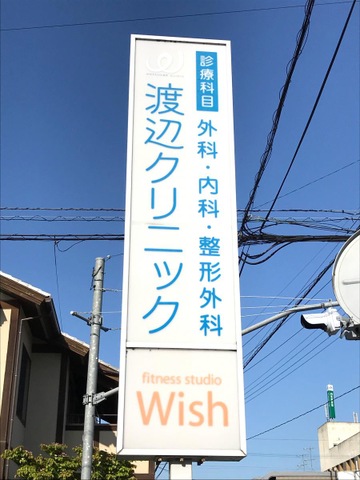 診療科目
外科・内科・整形外科
渡辺クリニック
fitness studio
Wish